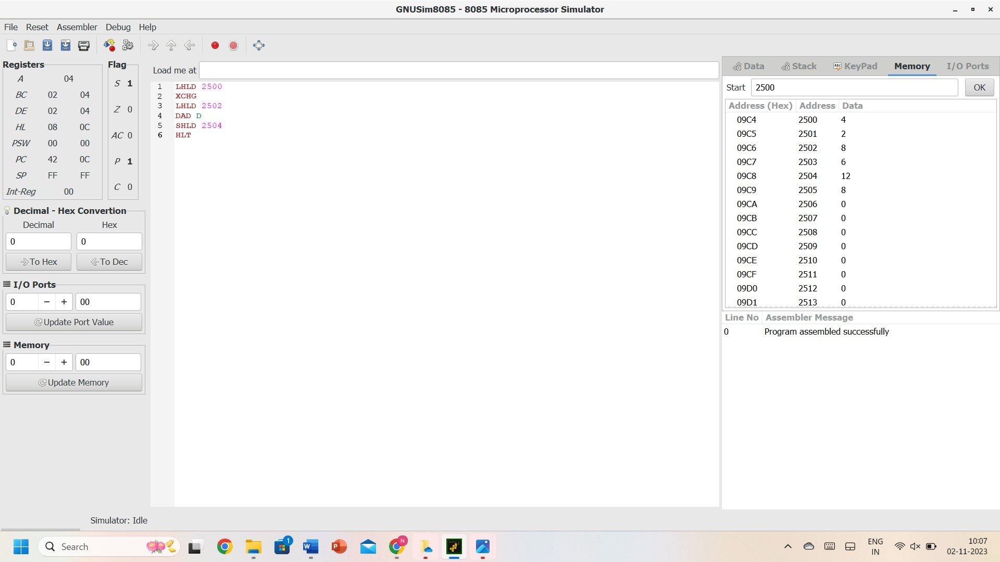 GNUSim8085 - 8085 Microprocessor Simulator
File Reset Assembler Debug Help
Registers
A 04
BC 02 04
DE 02 04
HL 08 0C
PSW 00 00
PC 42 0C
SP FF FF
Int-Reg 00
Flag
S 1
Z 0
AC 0
P 1
C 0
Decimal - Hex Convertion
Decimal Hex
0 0
To Hex To Dec
I/O Ports
0 − + 00
Update Port Value
Memory
0 − + 00
Update Memory
Load me at
1 LHLD 2500
2 XCHG
3 LHLD 2502
4 DAD D
5 SHLD 2504
6 HLT
Data Stack Abc KeyPad Memory I/O Ports
Start 2500 OK
Address (Hex) Address Data
09C4 2500 4
09C5 2501 2
09C6 2502 8
09C7 2503 6
09C8 2504 12
09C9 2505 8
09CA 2506 0
09CB 2507 0
09CC 2508 0
09CD 2509 0
09CE 2510 0
09CF 2511 0
09D0 2512 0
09D1 2513 0
Line No Assembler Message
0 Program assembled successfully
Simulator: Idle
Search
1
W
P
N
ENG
IN
10:07
02-11-2023